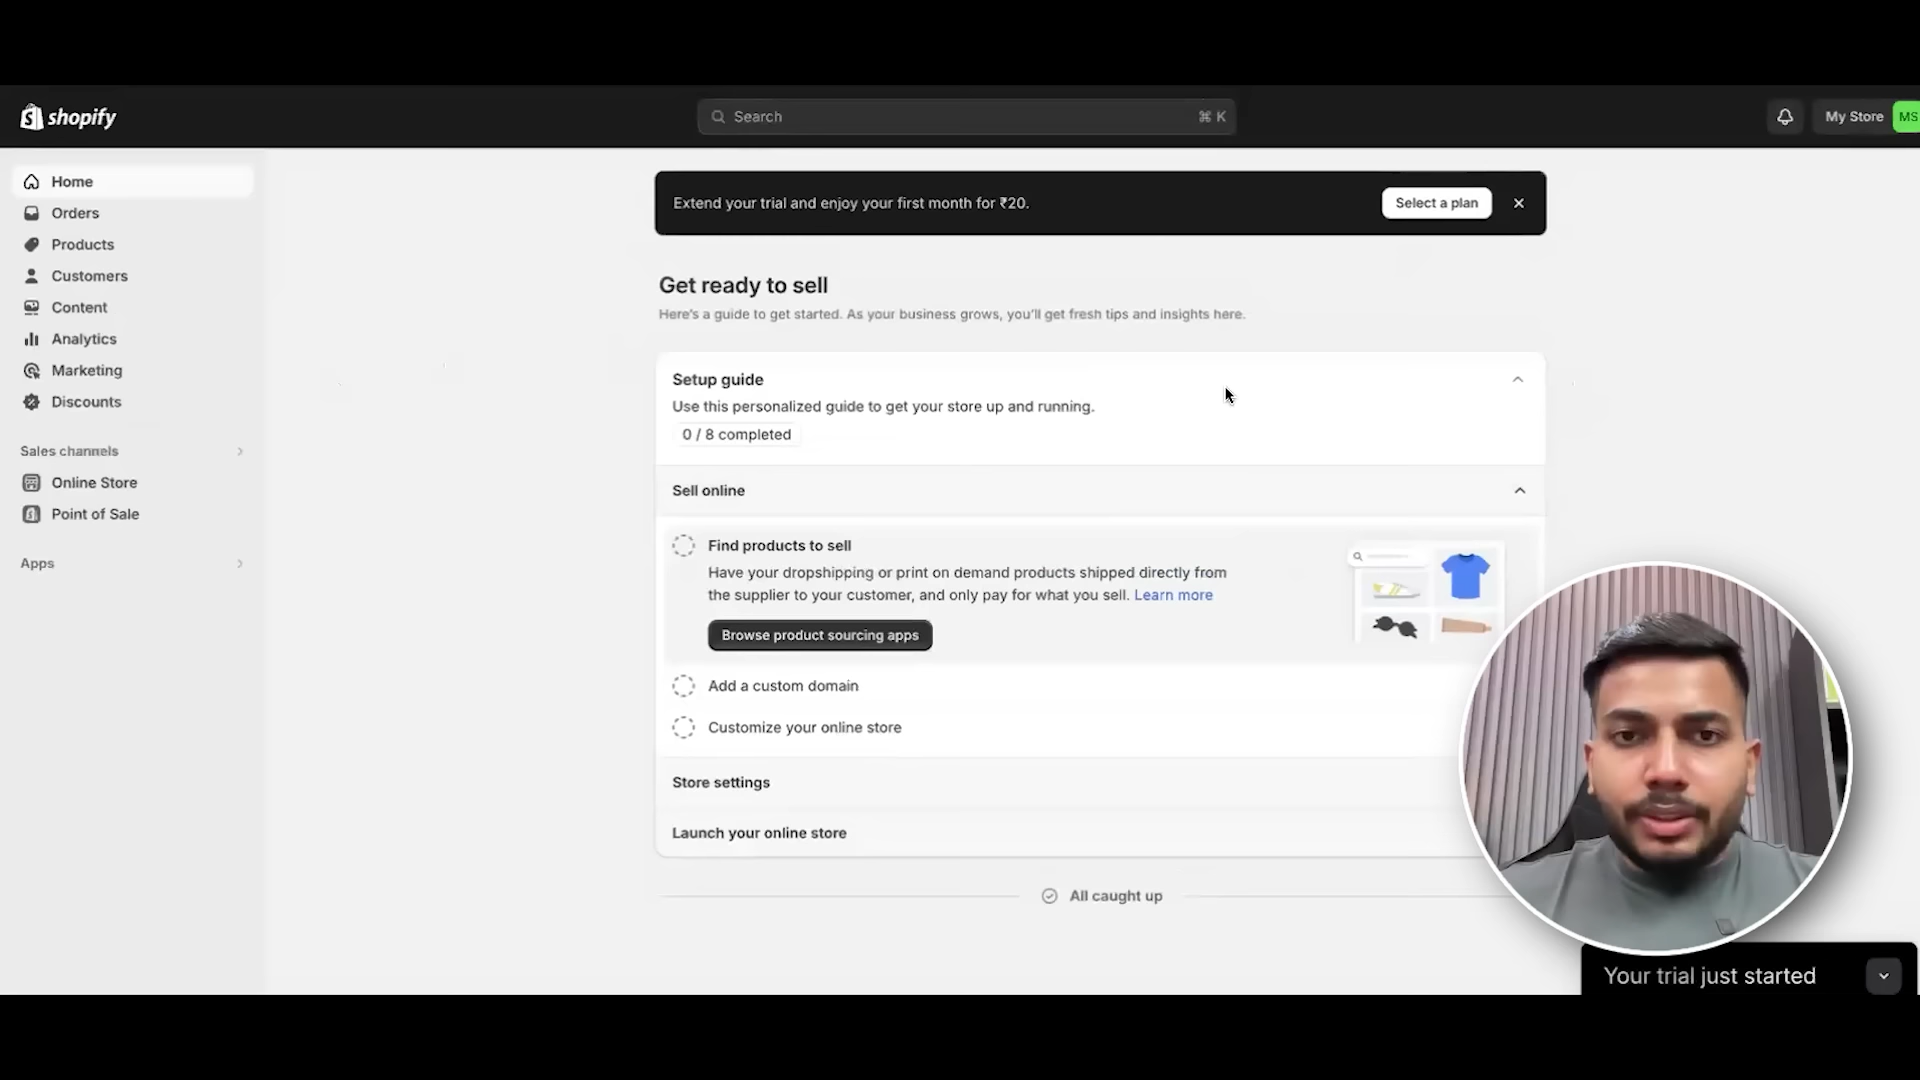 shopify
Search
⌘ K
My Store
MS
Home
Orders
Products
Customers
Content
Analytics
Marketing
Discounts
Sales channels
Online Store
Point of Sale
Apps
Extend your trial and enjoy your first month for ₹20.
Select a plan
Get ready to sell
Here's a guide to get started. As your business grows, you'll get fresh tips and insights here.
Setup guide
Use this personalized guide to get your store up and running.
0 / 8 completed
Sell online
Find products to sell
Have your dropshipping or print on demand products shipped directly from
the supplier to your customer, and only pay for what you sell. Learn more
Browse product sourcing apps
Add a custom domain
Customize your online store
Store settings
Launch your online store
All caught up
Your trial just started